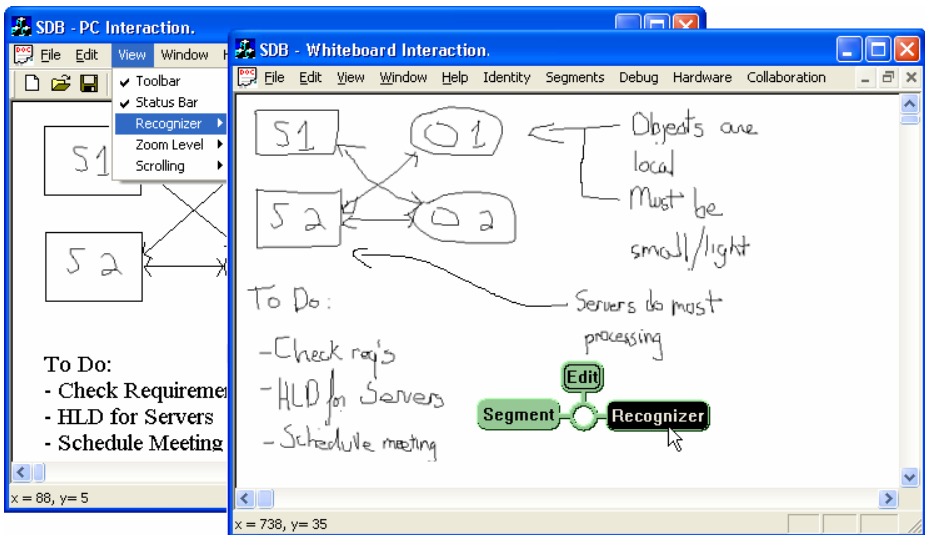 SDB - PC Interaction.
File Edit View Window
Toolbar
Status Bar
Recognizer
Zoom Level
Scrolling
S1
S2
To Do:
- Check Requireme
- HLD for Servers
- Schedule Meeting
x = 88, y= 5
SDB - Whiteboard Interaction.
File Edit View Window Help Identity Segments Debug Hardware Collaboration
S1
O1
Objects are
local
Must be
small/light
S2
O2
Servers do most
processing
To Do:
- Check req's
- HLD for Servers
- Schedule meeting
Edit
Segment
Recognizer
x = 738, y= 35